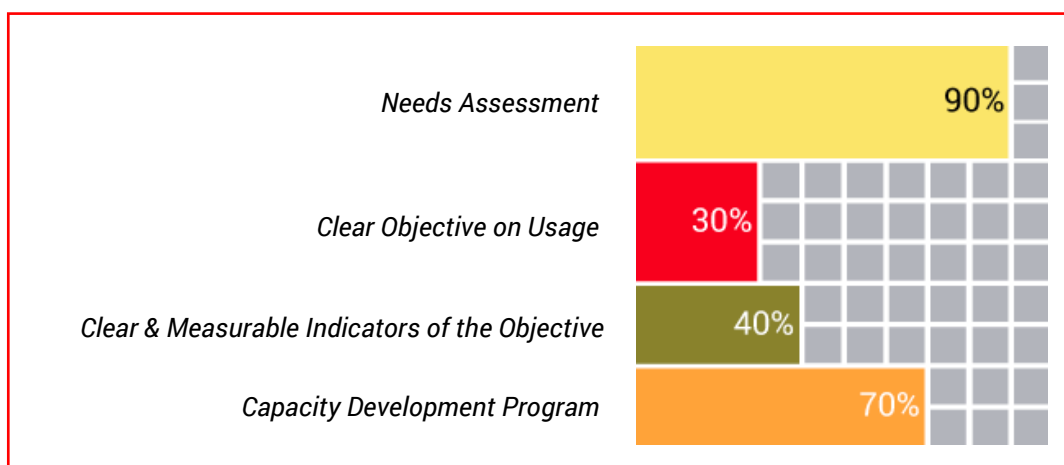 Needs Assessment
90%
Clear Objective on Usage
30%
Clear & Measurable Indicators of the Objective
40%
Capacity Development Program
70%